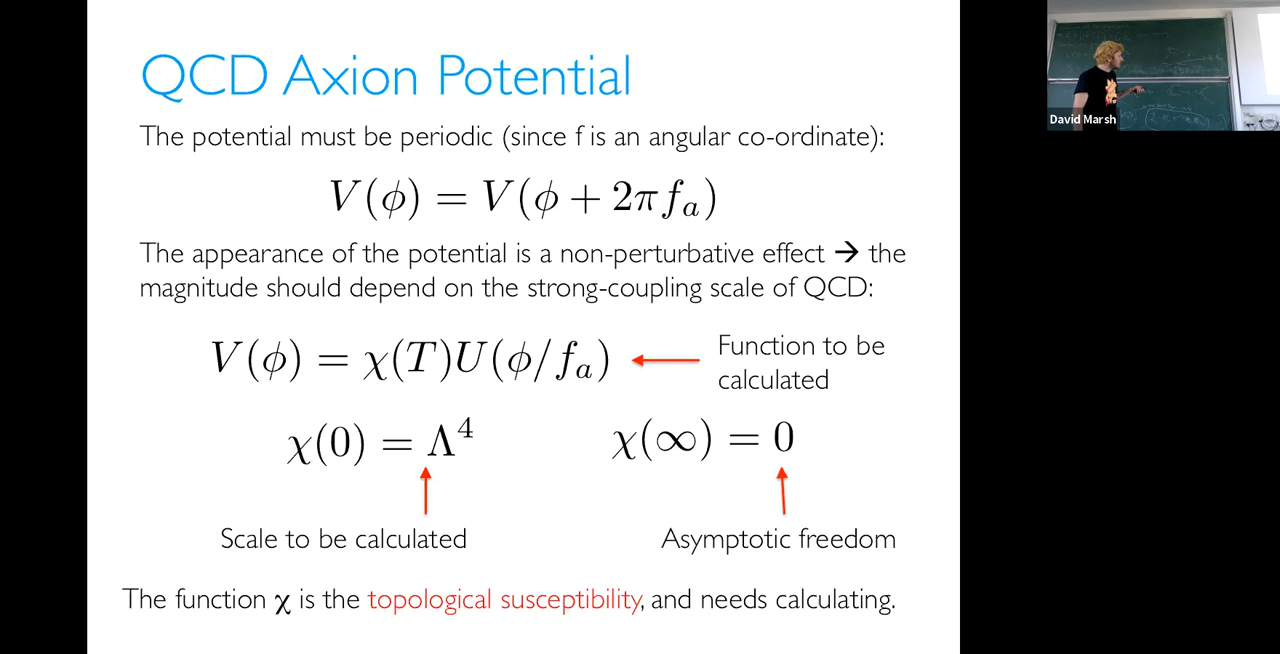 QCD Axion Potential
The potential must be periodic (since f is an angular co-ordinate):
V(ϕ) = V(ϕ + 2πfₐ)
The appearance of the potential is a non-perturbative effect → the
magnitude should depend on the strong-coupling scale of QCD:
V(ϕ) = χ(T)U(ϕ/fₐ)
Function to be
calculated
χ(0) = Λ⁴
χ(∞) = 0
Scale to be calculated
Asymptotic freedom
The function χ is the topological susceptibility, and needs calculating.
David Marsh